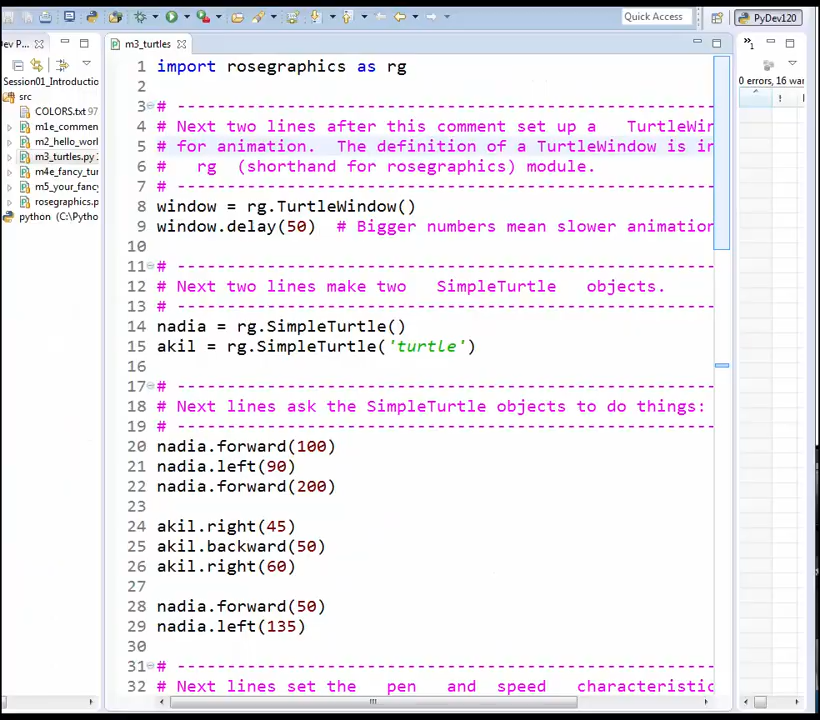 Quick Access
PyDev120
Dev P...
m3_turtles
»1
Session01_Introductio
src
COLORS.txt 97
m1e_commen
m2_hello_worl
m3_turtles.py
m4e_fancy_tur
m5_your_fancy
rosegraphics.p
python (C:\Pytho
0 errors, 16 war
!
1 import rosegraphics as rg
2
3 # ------------------------------------------------------
4 # Next two lines after this comment set up a TurtleWin
5 # for animation. The definition of a TurtleWindow is in
6 # rg (shorthand for rosegraphics) module.
7 # ------------------------------------------------------
8 window = rg.TurtleWindow()
9 window.delay(50) # Bigger numbers mean slower animation
10
11 # ------------------------------------------------------
12 # Next two lines make two SimpleTurtle objects.
13 # ------------------------------------------------------
14 nadia = rg.SimpleTurtle()
15 akil = rg.SimpleTurtle('turtle')
16
17 # ------------------------------------------------------
18 # Next lines ask the SimpleTurtle objects to do things:
19 # ------------------------------------------------------
20 nadia.forward(100)
21 nadia.left(90)
22 nadia.forward(200)
23
24 akil.right(45)
25 akil.backward(50)
26 akil.right(60)
27
28 nadia.forward(50)
29 nadia.left(135)
30
31 # ------------------------------------------------------
32 # Next lines set the pen and speed characteristic